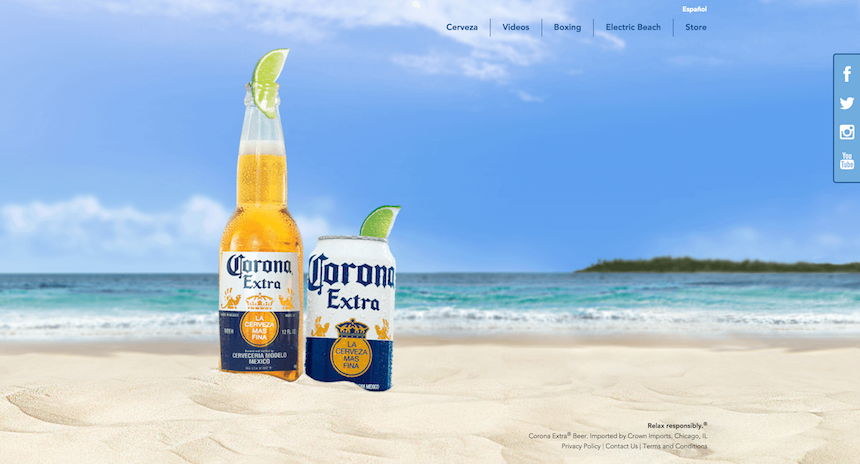 Español
Cerveza
Videos
Boxing
Electric Beach
Store
You
Tube
Corona
Extra
LA
CERVEZA
MAS
FINA
CERVECERIA MODELO
MEXICO
Corona
Extra
LA
CERVEZA
MAS
FINA
Relax responsibly.®
Corona Extra® Beer. Imported by Crown Imports, Chicago, IL
Privacy Policy | Contact Us | Terms and Conditions